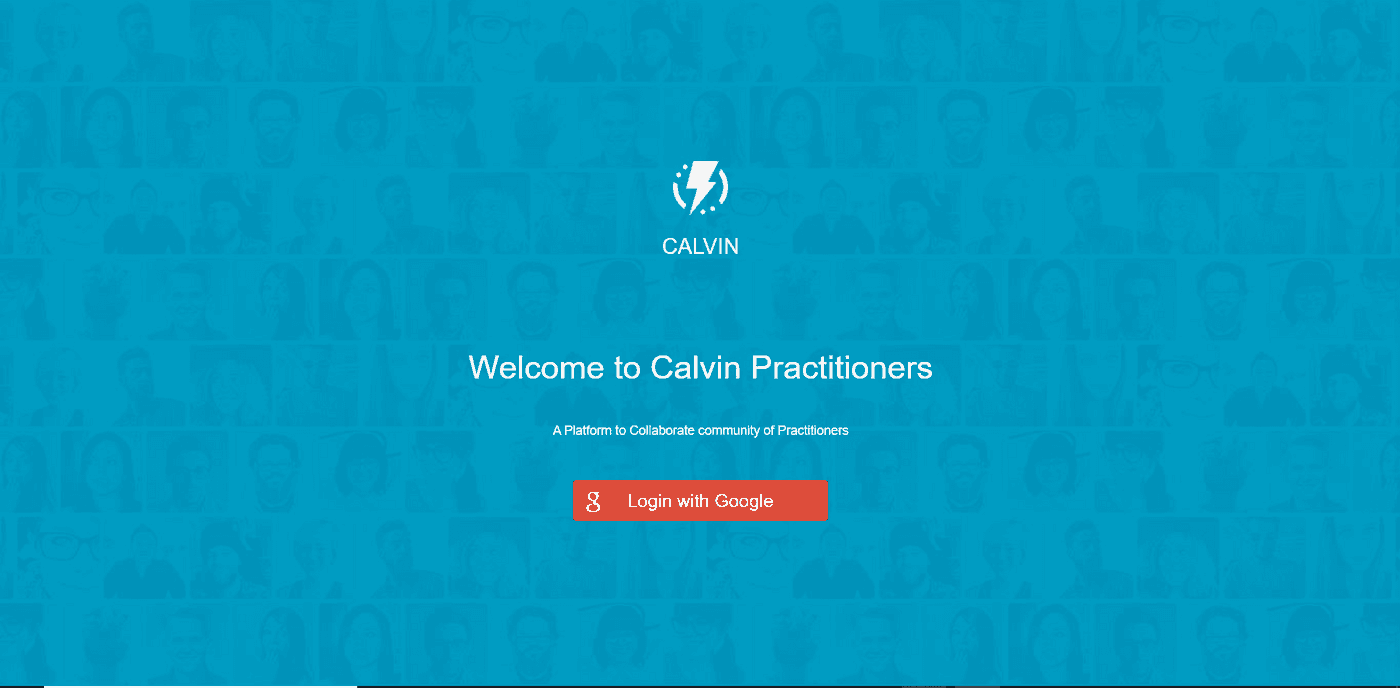 CALVIN
Welcome to Calvin Practitioners
A Platform to Collaborate community of Practitioners
g Login with Google